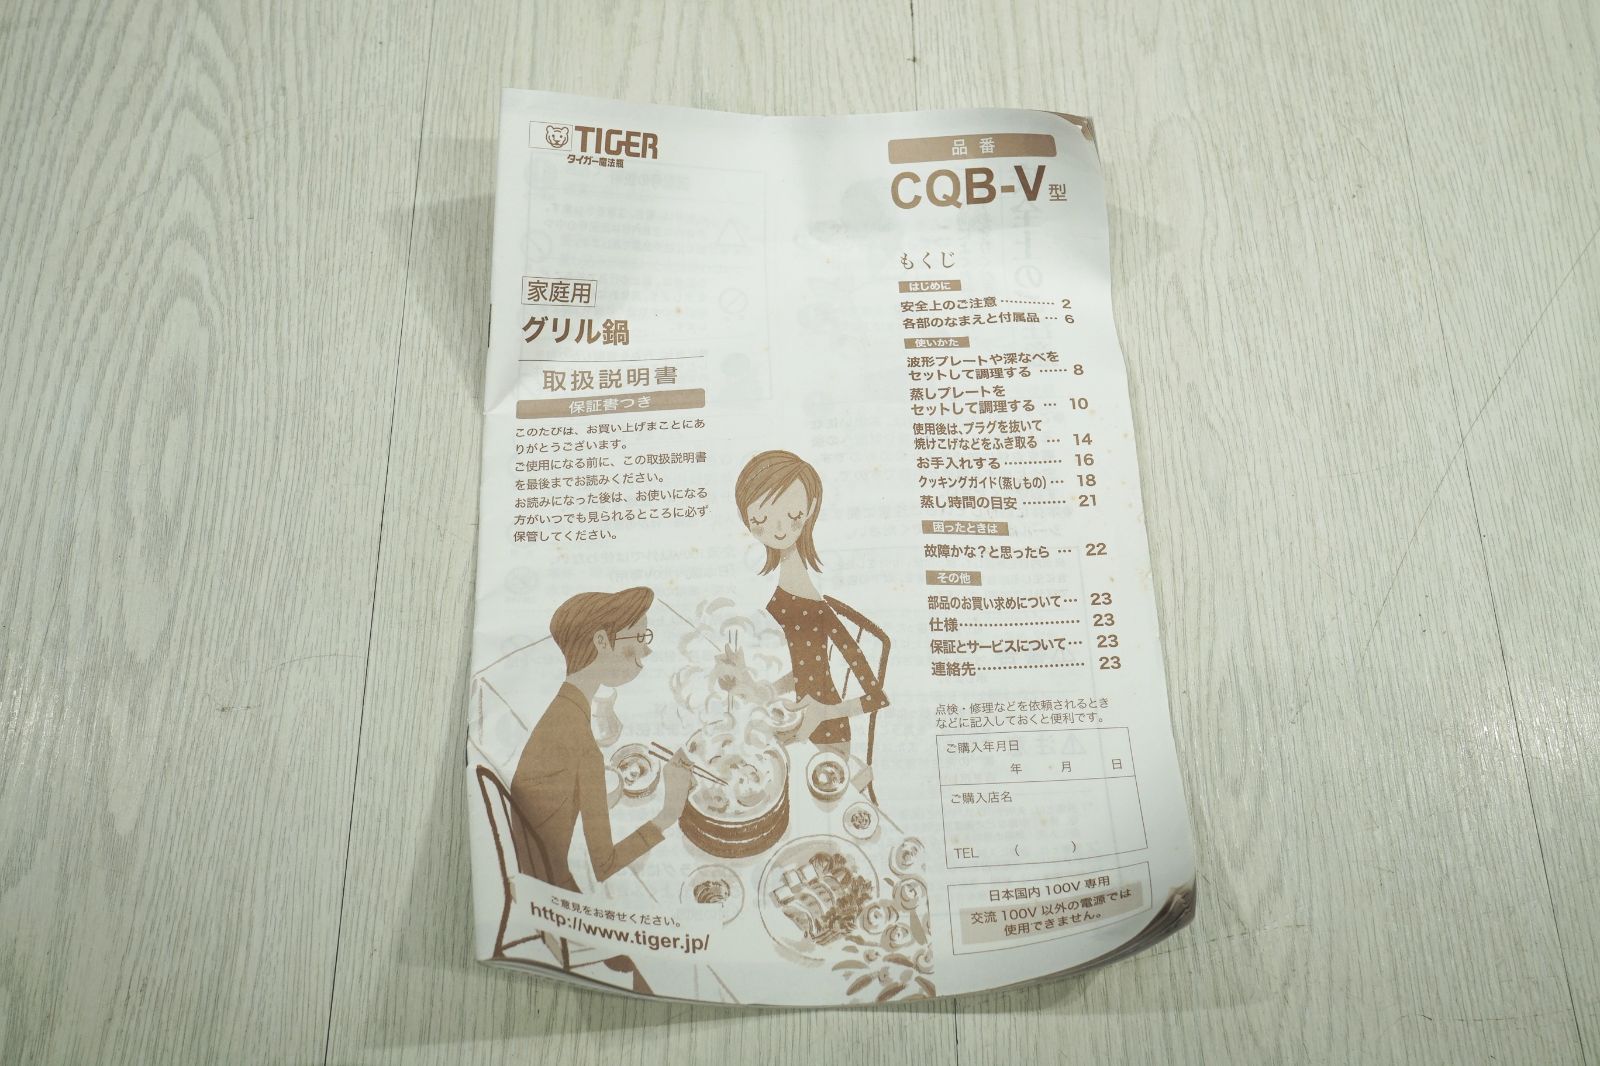 TIGER
タイガー魔法瓶
家庭用
グリル鍋
取扱説明書
保証書つき
このたびは、お買い上げまことにあ
りがとうございます。
ご使用になる前に、この取扱説明書
を最後までお読みください。
お読みになった後は、お使いになる
方がいつでも見られるところに必ず
保管してください。
ご意見をお寄せください。
http://www.tiger.jp/
品番
CQB-V型
もくじ
はじめに
安全上のご注意 ………… 2
各部のなまえと付属品 … 6
使いかた
波形プレートや深なべを
セットして調理する …… 8
蒸しプレートを
セットして調理する … 10
使用後は、プラグを抜いて
焼けこげなどをふき取る … 14
お手入れする ………… 16
クッキングガイド(蒸しもの) … 18
蒸し時間の目安 ……… 21
困ったときは
故障かな?と思ったら … 22
その他
部品のお買い求めについて … 23
仕様 …………………… 23
保証とサービスについて … 23
連絡先 ………………… 23
点検・修理などを依頼されるとき
などに記入しておくと便利です。
ご購入年月日
年 月 日
ご購入店名
TEL ( )
日本国内100V専用
交流100V以外の電源では
使用できません。